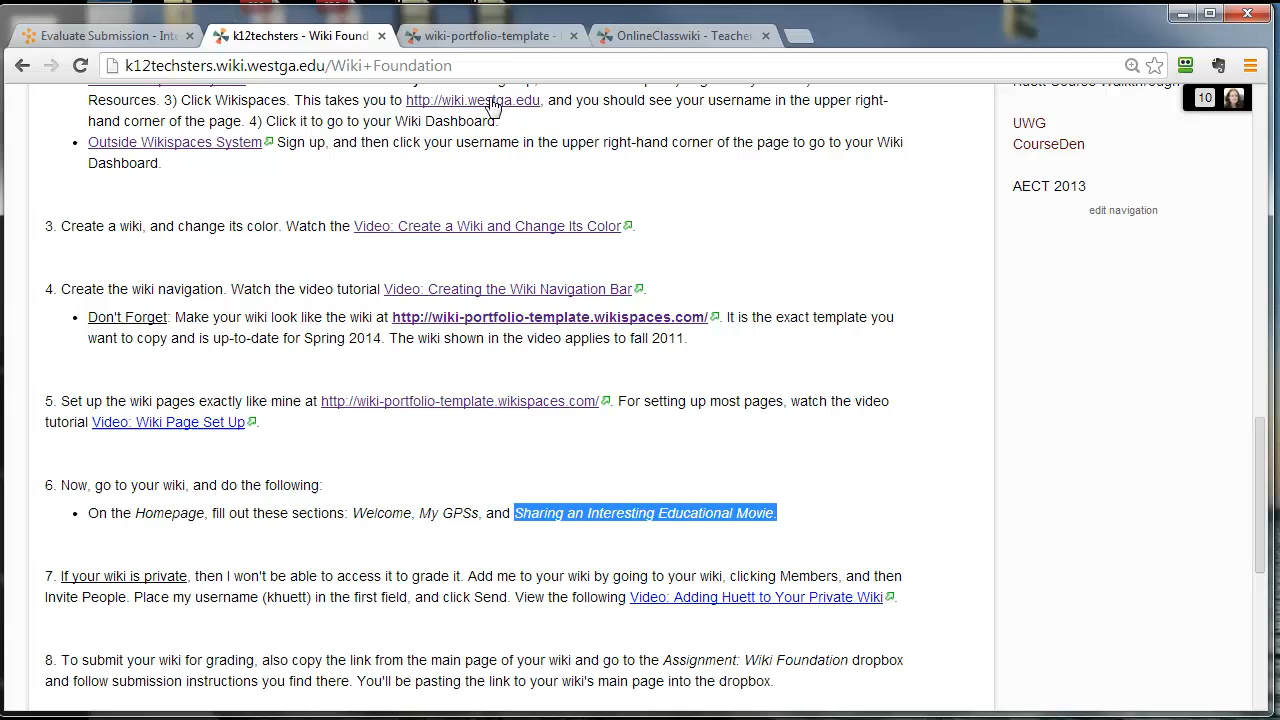 Evaluate Submission - Inte
k12techsters - Wiki Found
wiki-portfolio-template -
OnlineClasswiki - Teacher
k12techsters.wiki.westga.edu/Wiki+Foundation
Resources. 3) Click Wikispaces. This takes you to http://wiki.westga.edu, and you should see your username in the upper right-
hand corner of the page. 4) Click it to go to your Wiki Dashboard.
• Outside Wikispaces System Sign up, and then click your username in the upper right-hand corner of the page to go to your Wiki
Dashboard.
3. Create a wiki, and change its color. Watch the Video: Create a Wiki and Change Its Color.
4. Create the wiki navigation. Watch the video tutorial Video: Creating the Wiki Navigation Bar.
• Don't Forget: Make your wiki look like the wiki at http://wiki-portfolio-template.wikispaces.com/. It is the exact template you
want to copy and is up-to-date for Spring 2014. The wiki shown in the video applies to fall 2011.
5. Set up the wiki pages exactly like mine at http://wiki-portfolio-template.wikispaces.com/. For setting up most pages, watch the video
tutorial Video: Wiki Page Set Up.
6. Now, go to your wiki, and do the following:
• On the Homepage, fill out these sections: Welcome, My GPSs, and Sharing an Interesting Educational Movie.
7. If your wiki is private, then I won't be able to access it to grade it. Add me to your wiki by going to your wiki, clicking Members, and then
Invite People. Place my username (khuett) in the first field, and click Send. View the following Video: Adding Huett to Your Private Wiki.
8. To submit your wiki for grading, also copy the link from the main page of your wiki and go to the Assignment: Wiki Foundation dropbox
and follow submission instructions you find there. You'll be pasting the link to your wiki's main page into the dropbox.
Huett Course Walkthrough
10
UWG
CourseDen
AECT 2013
edit navigation